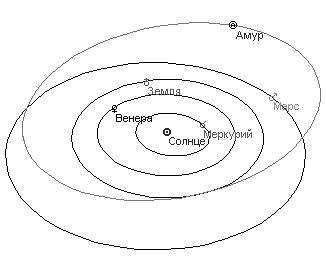 Амур
Земля
Марс
Венера
Меркурий
Солнце